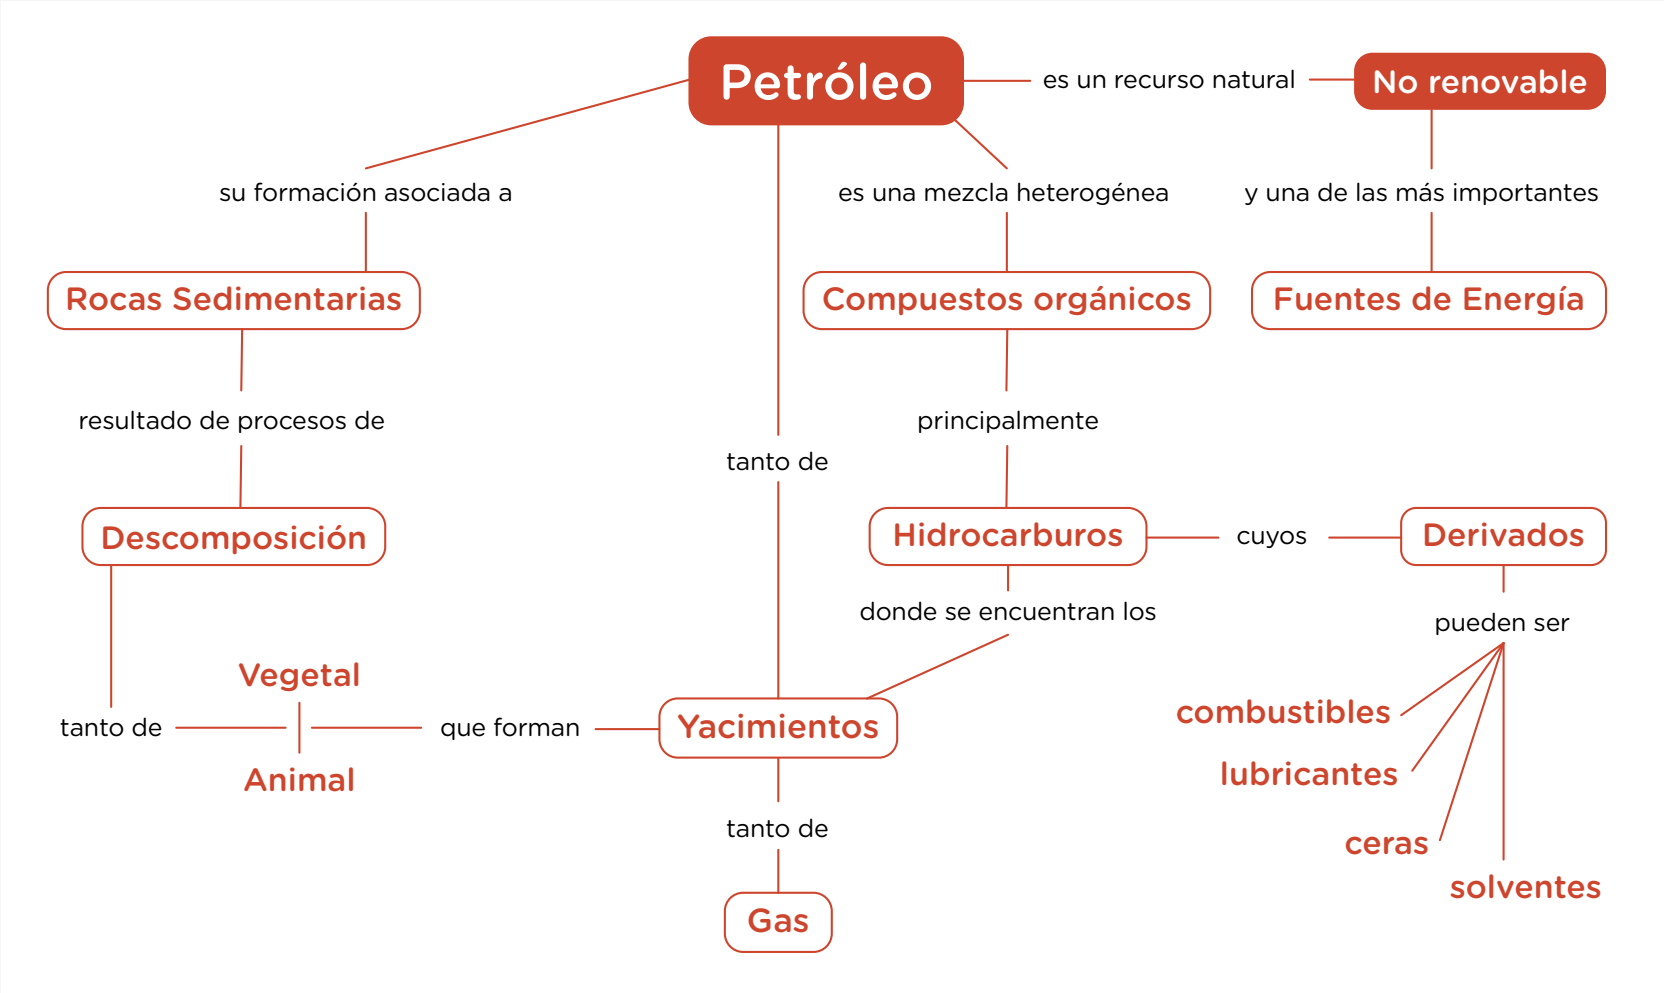 Petróleo
es un recurso natural
No renovable
su formación asociada a
es una mezcla heterogénea
y una de las más importantes
Rocas Sedimentarias
Compuestos orgánicos
Fuentes de Energía
resultado de procesos de
principalmente
tanto de
Descomposición
Hidrocarburos
cuyos
Derivados
donde se encuentran los
pueden ser
Vegetal
tanto de
que forman
Yacimientos
Animal
combustibles
lubricantes
tanto de
ceras
solventes
Gas